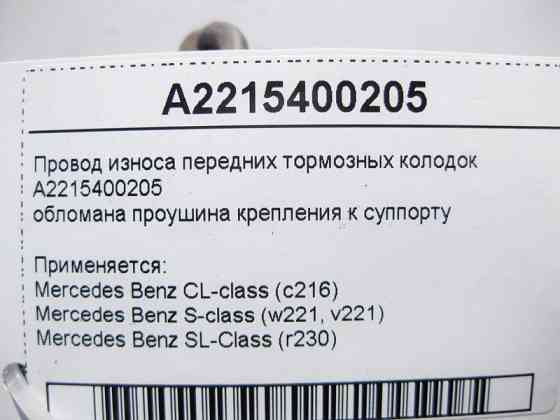 A2215400205
Провод износа передних тормозных колодок
A2215400205
обломана проушина крепления к суппорту
Применяется:
Mercedes Benz CL-class (c216)
Mercedes Benz S-class (w221, v221)
Mercedes Benz SL-Class (r230)